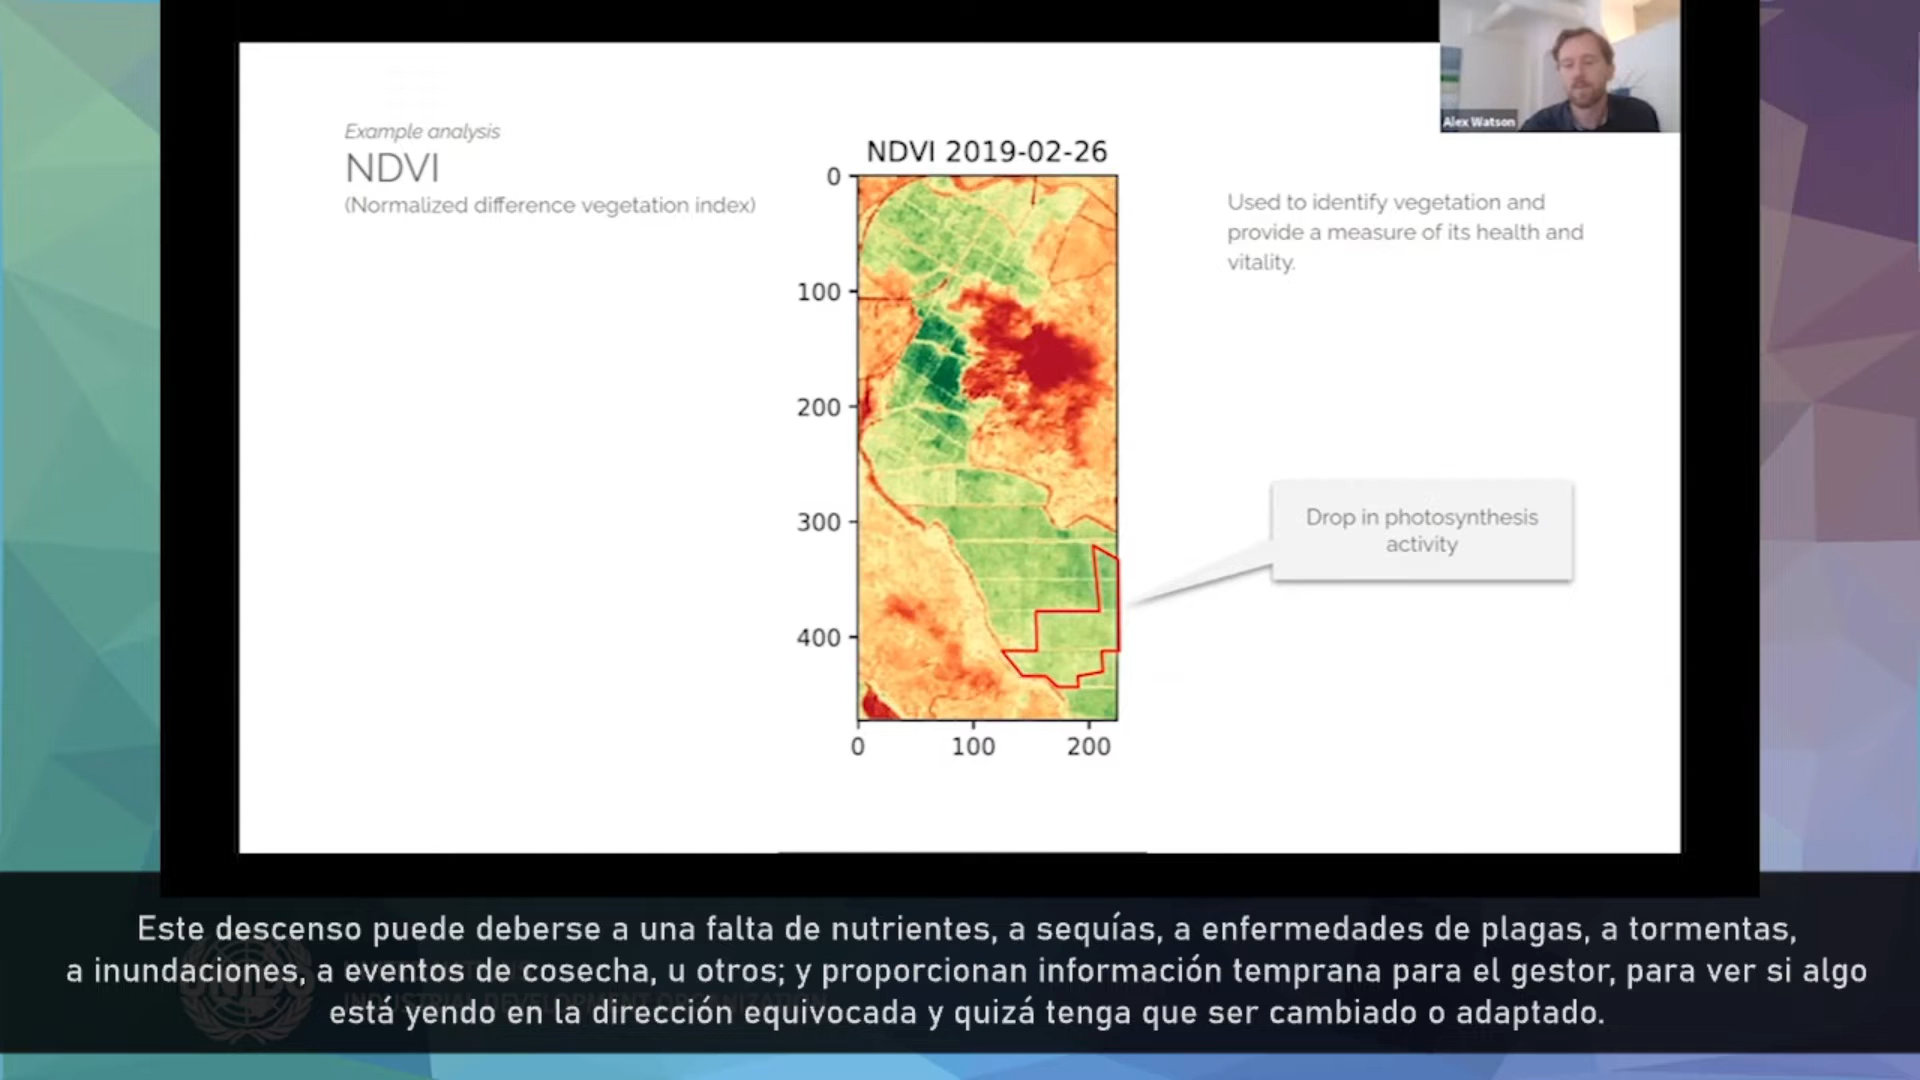 Example analysis
NDVI
(Normalized difference vegetation index)
NDVI 2019-02-26
0
100
200
300
400
0
100
200
Used to identify vegetation and
provide a measure of its health and
vitality.
Drop in photosynthesis
activity
Alex Watson
Este descenso puede deberse a una falta de nutrientes, a sequías, a enfermedades de plagas, a tormentas,
a inundaciones, a eventos de cosecha, u otros; y proporcionan información temprana para el gestor, para ver si algo
está yendo en la dirección equivocada y quizá tenga que ser cambiado o adaptado.